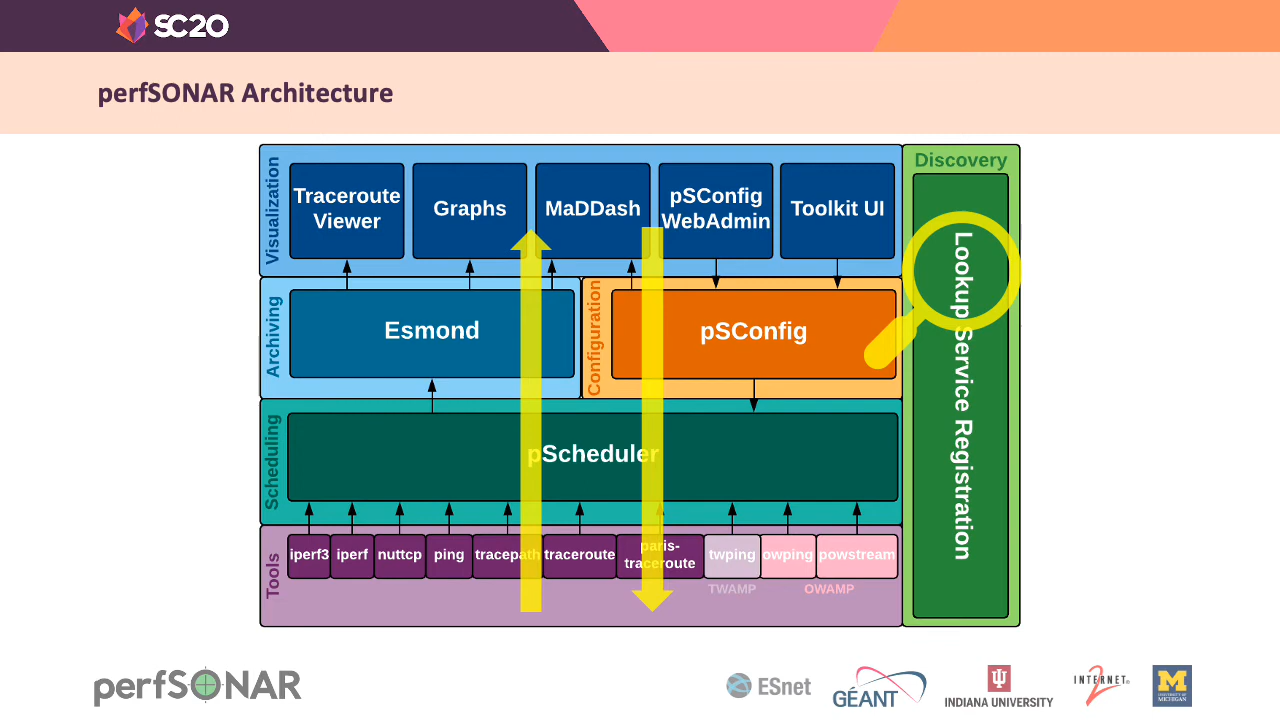 SC20
perfSONAR Architecture
Visualization
Traceroute
Viewer
Graphs
MaDDash
pSConfig
WebAdmin
Toolkit UI
Discovery
Lookup Service Registration
Archiving
Esmond
Configuration
pSConfig
Scheduling
pScheduler
Tools
iperf3
iperf
nuttcp
ping
tracepath
traceroute
paris-
traceroute
twping
owping
powstream
TWAMP
OWAMP
perfSONAR
ESnet
GÉANT
INDIANA UNIVERSITY
INTERNET
2
M
UNIVERSITY OF
MICHIGAN